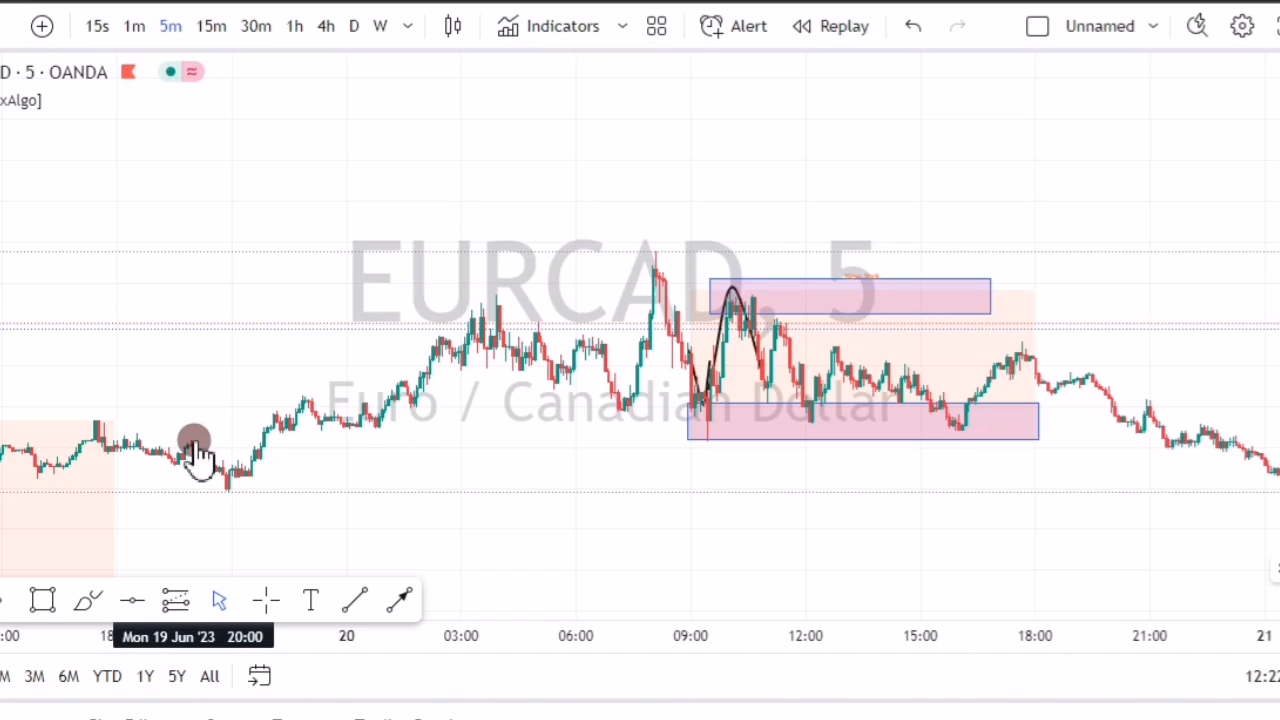 15s 1m 5m 15m 30m 1h 4h D W Indicators Alert Replay Unnamed
D · 5 · OANDA
xAlgo]
EURCAD, 5
Euro / Canadian Dollar
:00 18 Mon 19 Jun '23 20:00 20 03:00 06:00 09:00 12:00 15:00 18:00 21:00 21
M 3M 6M YTD 1Y 5Y All 12:22